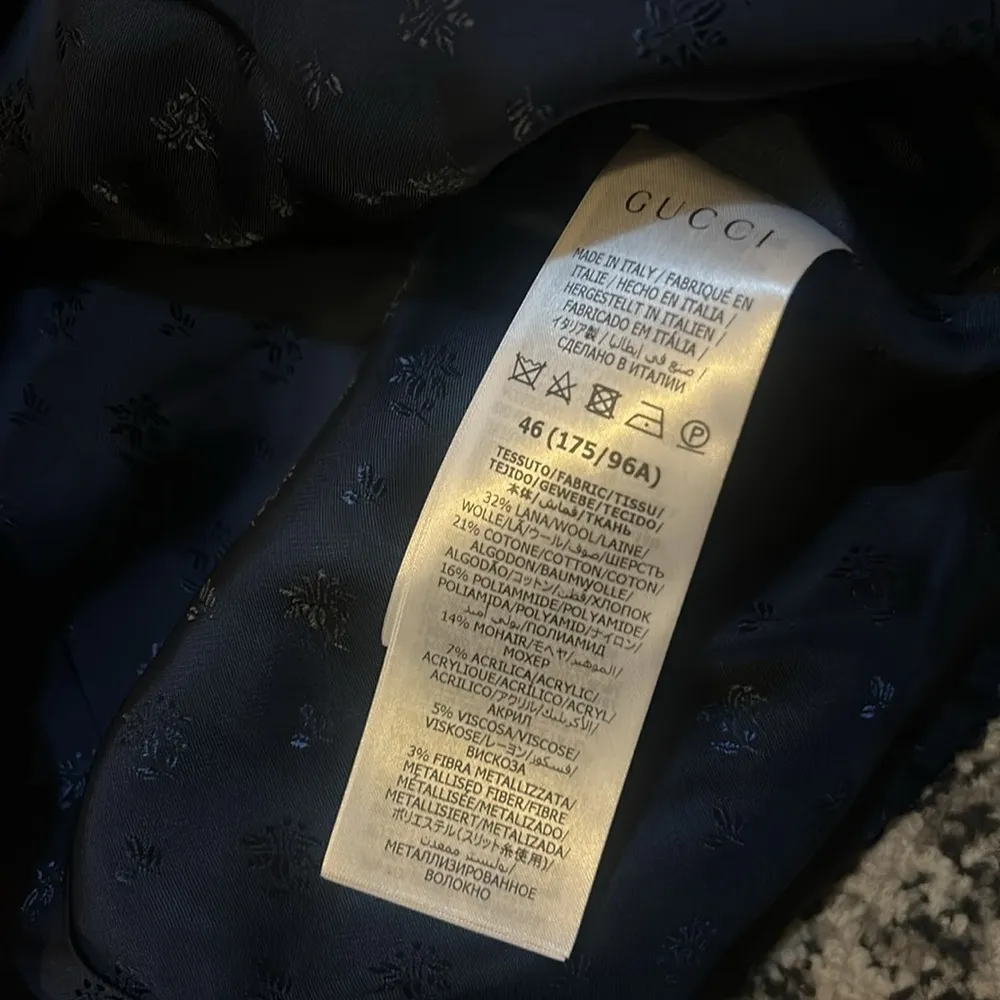 GUCCI
MADE IN ITALY / FABRIQUÉ EN
ITALIE / HECHO EN ITALIA /
HERGESTELLT IN ITALIEN /
FABRICADO EM ITÁLIA /
イタリア製 / صنع في إيطاليا /
СДЕЛАНО В ИТАЛИИ
P
46 (175/96A)
TESSUTO/FABRIC/TISSU/
TEJIDO/GEWEBE/TECIDO/
本体/قماش/ТКАНЬ
32% LANA/WOOL/LAINE/
WOLLE/LÃ/ウール/صوف/ШЕРСТЬ
21% COTONE/COTTON/COTON/
ALGODON/BAUMWOLLE/
ALGODÃO/コットン/قطن/ХЛОПОК
16% POLIAMMIDE/POLYAMIDE/
POLIAMIDA/POLYAMID/ナイロン/
بولي أميد/ПОЛИАМИД
14% MOHAIR/モヘヤ/الموهير/
МОХЕР
7% ACRILICA/ACRYLIC/
ACRYLIQUE/ACRÍLICO/ACRYL/
ACRILICO/アクリル/الأكريليك/
АКРИЛ
5% VISCOSA/VISCOSE/
VISKOSE/レーヨン/فسكوز/
ВИСКОЗА
3% FIBRA METALLIZZATA/
METALLISED FIBER/FIBRE
METALLISÉE/METALIZADO/
METALLISIERT/METALIZADA/
ポリエステル(スリット糸使用)/
بوليستر ممعدن/
МЕТАЛЛИЗИРОВАННОЕ
ВОЛОКНО